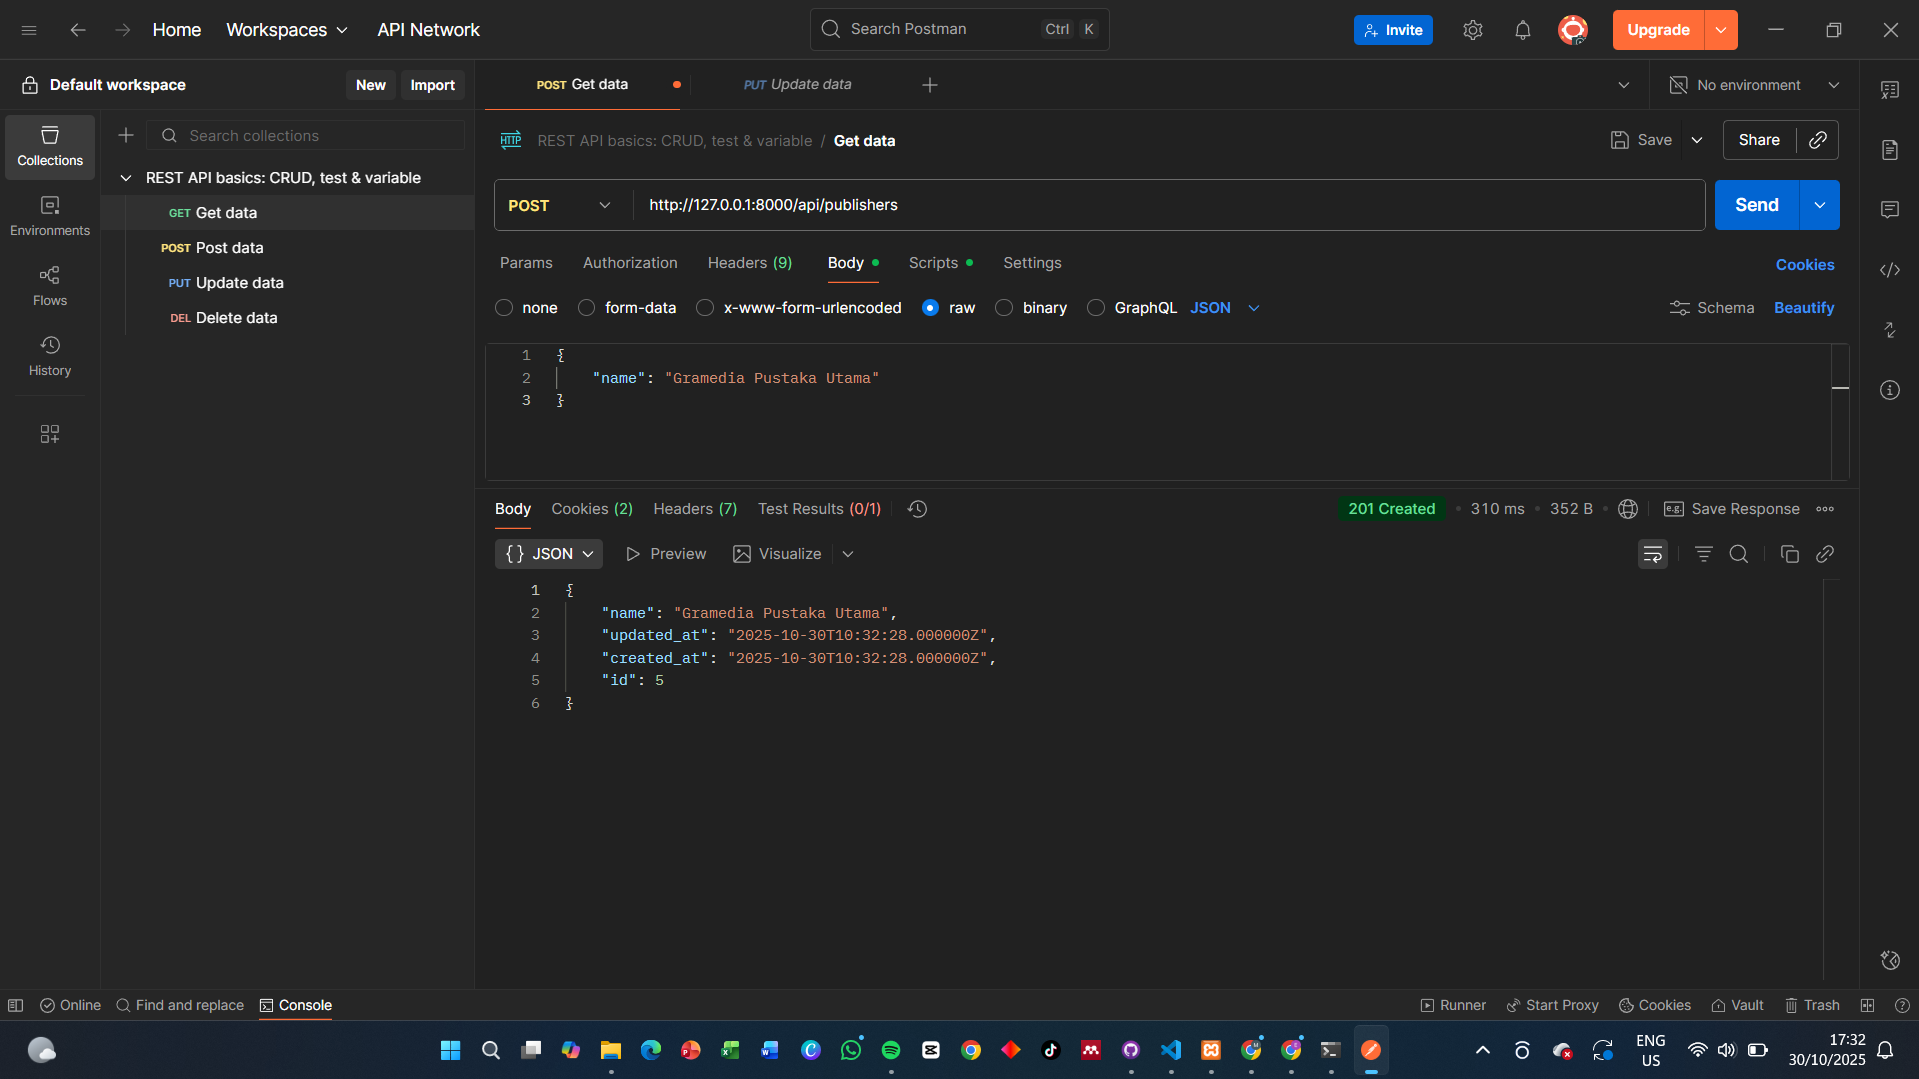 Home
Workspaces
API Network
Search Postman
Ctrl K
Invite
Upgrade
Default workspace
New
Import
POST Get data
PUT Update data
No environment
Collections
Environments
Flows
History
Search collections
REST API basics: CRUD, test & variable
GET Get data
POST Post data
PUT Update data
DEL Delete data
HTTP REST API basics: CRUD, test & variable / Get data
Save
Share
POST
http://127.0.0.1:8000/api/publishers
Send
Params
Authorization
Headers (9)
Body
Scripts
Settings
Cookies
none
form-data
x-www-form-urlencoded
raw
binary
GraphQL
JSON
Schema
Beautify
1 {
2 "name": "Gramedia Pustaka Utama"
3 }
Body
Cookies (2)
Headers (7)
Test Results (0/1)
201 Created
310 ms
352 B
e.g. Save Response
{} JSON
Preview
Visualize
1 {
2 "name": "Gramedia Pustaka Utama",
3 "updated_at": "2025-10-30T10:32:28.000000Z",
4 "created_at": "2025-10-30T10:32:28.000000Z",
5 "id": 5
6 }
Online
Find and replace
Console
Runner
Start Proxy
Cookies
Vault
Trash
ENG
US
17:32
30/10/2025